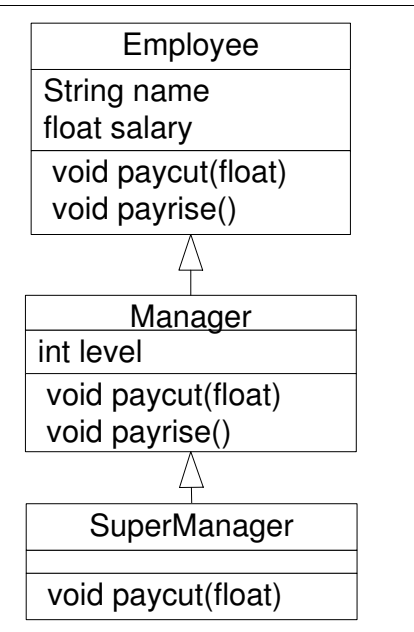 Employee
String name
float salary
void paycut(float)
void payrise()
Manager
int level
void paycut(float)
void payrise()
SuperManager
void paycut(float)